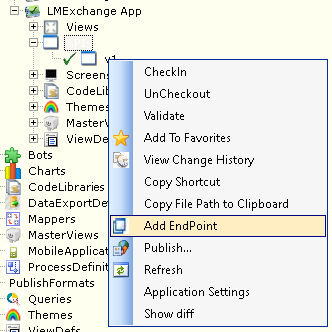 LMExchange App
Views
v1
Screens
CodeLib
Themes
Master
ViewDe
Bots
Charts
CodeLibraries
DataExportDe
Mappers
MasterViews
MobileApplica
ProcessDefinit
PublishFormats
Queries
Themes
ViewDefs
CheckIn
UnCheckout
Validate
Add To Favorites
View Change History
Copy Shortcut
Copy File Path to Clipboard
Add EndPoint
Publish...
Refresh
Application Settings
Show diff